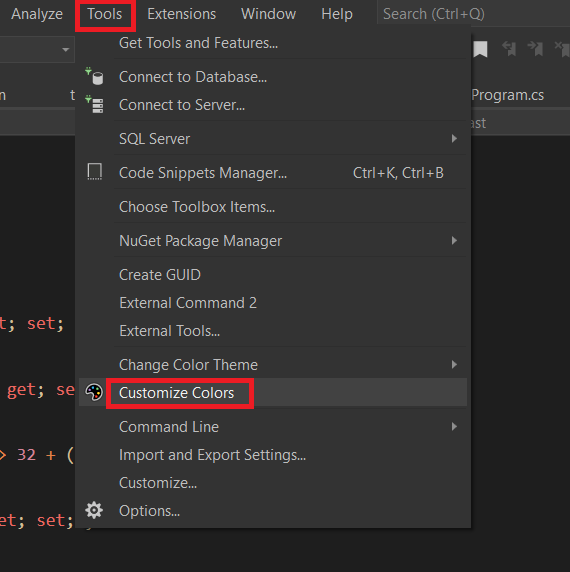 Analyze Tools Extensions Window Help Search (Ctrl+Q)
Get Tools and Features...
Connect to Database...
Program.cs
Connect to Server...
SQL Server
Code Snippets Manager... Ctrl+K, Ctrl+B
Choose Toolbox Items...
NuGet Package Manager
Create GUID
External Command 2
t; set;
External Tools...
Change Color Theme
get; se
Customize Colors
Command Line
> 32 + (
Import and Export Settings...
Customize...
Options...
et; set;